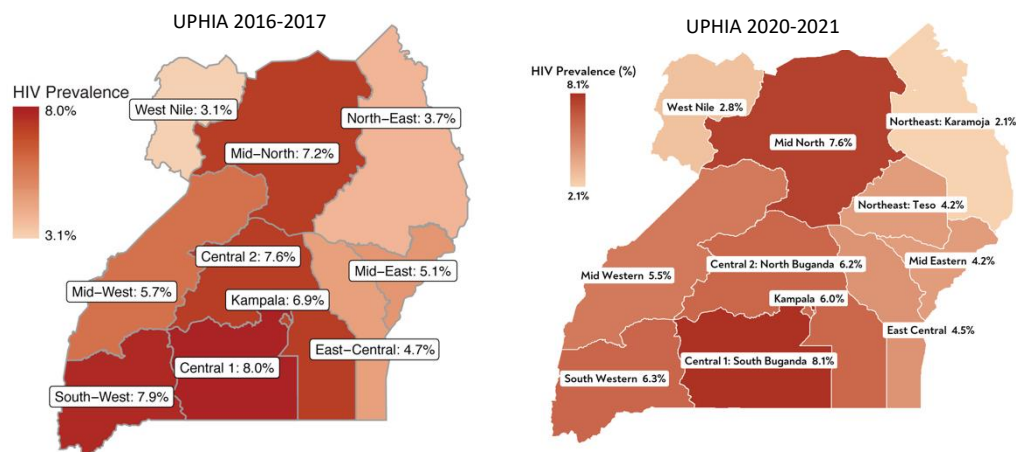 UPHIA 2016-2017
HIV Prevalence
8.0%
3.1%
West Nile: 3.1%
North-East: 3.7%
Mid-North: 7.2%
Central 2: 7.6%
Mid-East: 5.1%
Mid-West: 5.7%
Kampala: 6.9%
East-Central: 4.7%
Central 1: 8.0%
South-West: 7.9%
UPHIA 2020-2021
HIV Prevalence (%)
8.1%
2.1%
West Nile 2.8%
Northeast: Karamoja 2.1%
Mid North 7.6%
Northeast: Teso 4.2%
Central 2: North Buganda 6.2%
Mid Eastern 4.2%
Mid Western 5.5%
Kampala 6.0%
East Central 4.5%
Central 1: South Buganda 8.1%
South Western 6.3%